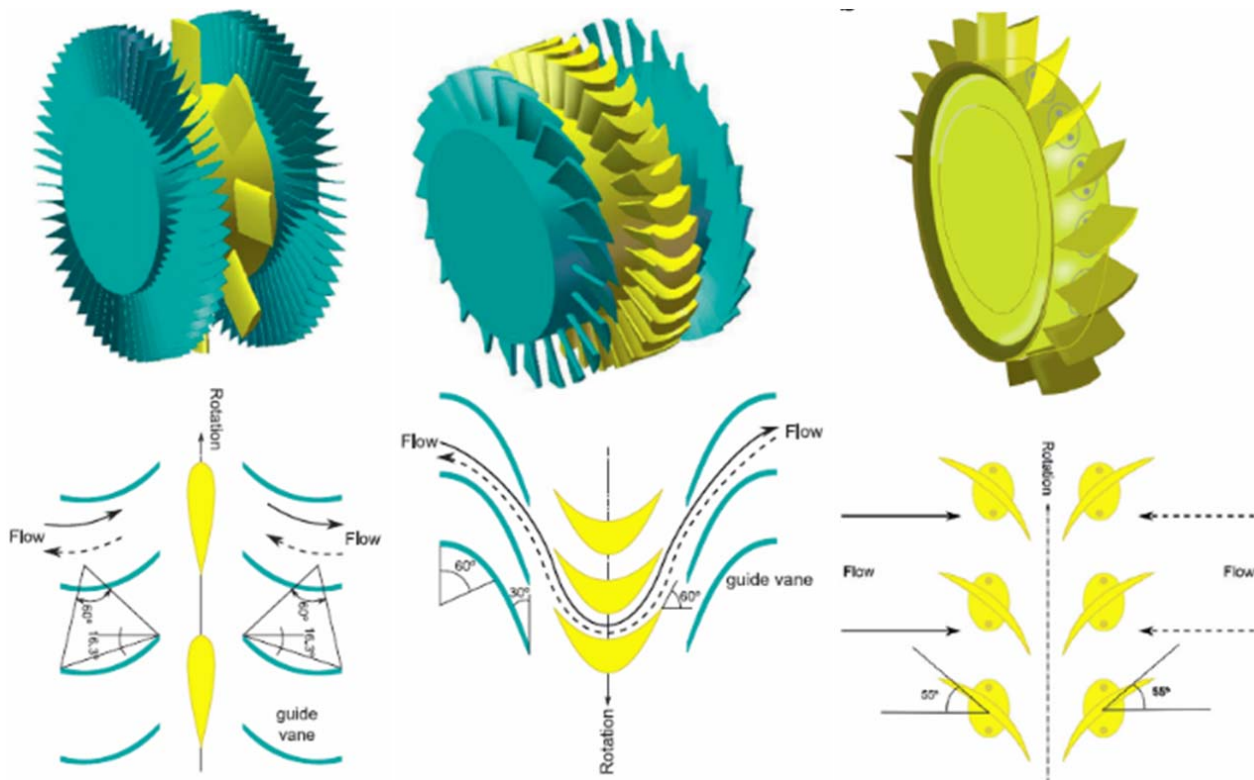 Rotation
Flow
Flow
60°
16.3°
60°
16.3°
guide
vane
Flow
Flow
60°
30°
60°
guide vane
Rotation
Rotation
Flow
Flow
55°
55°